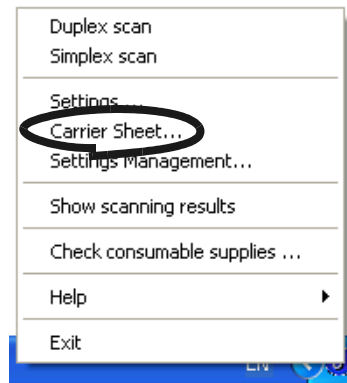 Duplex scan
Simplex scan
Settings ...
Carrier Sheet...
Settings Management...
Show scanning results
Check consumable supplies ...
Help
Exit
EN